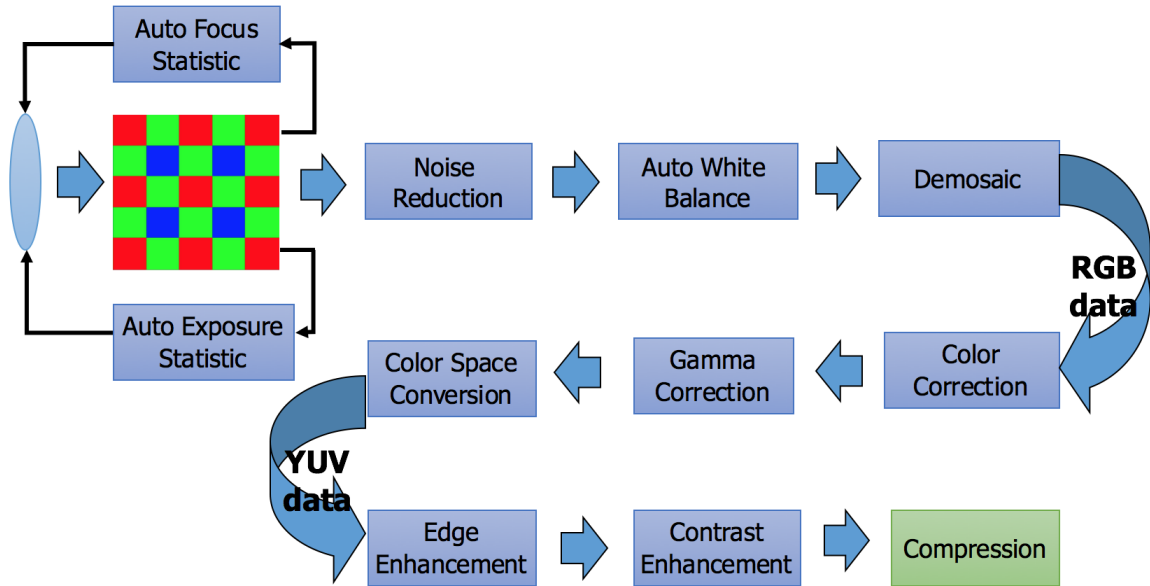 Auto Focus
Statistic
Noise
Reduction
Auto White
Balance
Demosaic
RGB
data
Auto Exposure
Statistic
Color Space
Conversion
Gamma
Correction
Color
Correction
YUV
data
Edge
Enhancement
Contrast
Enhancement
Compression